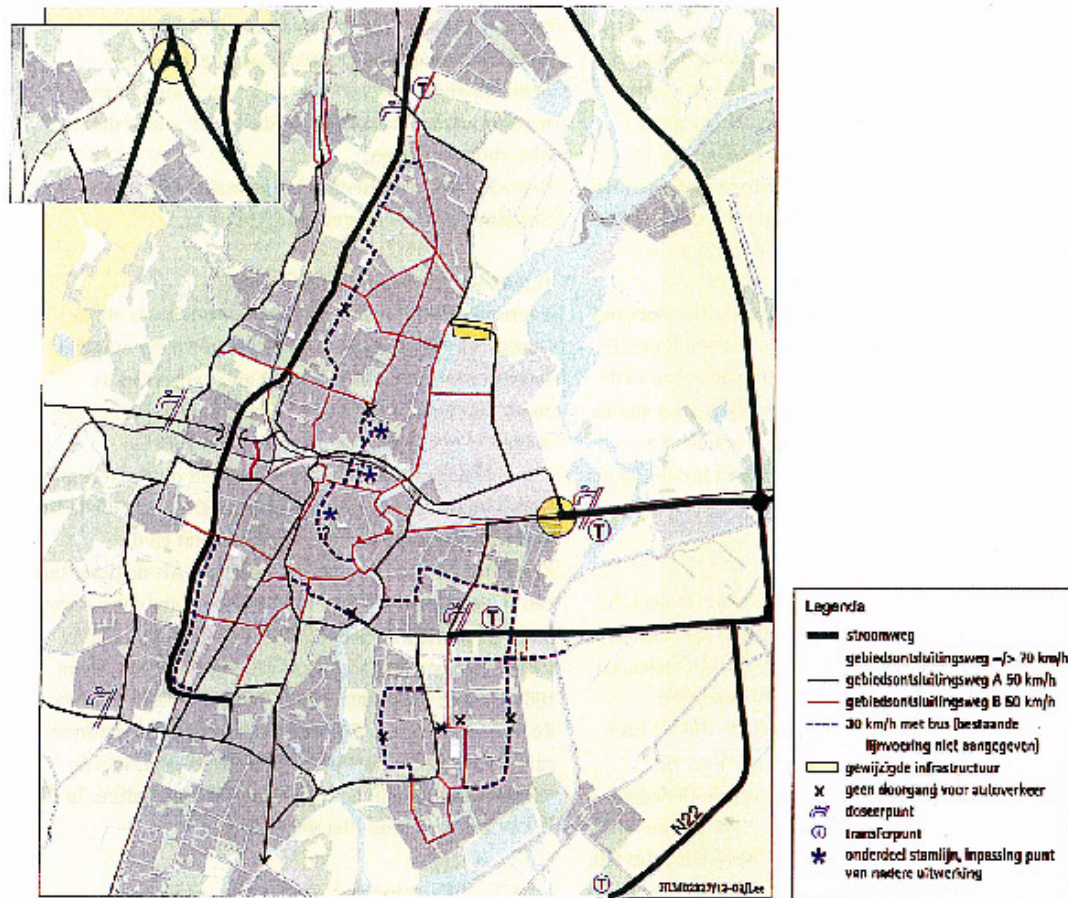 T
T
T
N22
T
Legenda
stroomweg
gebiedsontsluitingsweg =/> 70 km/h
gebiedsontsluitingsweg A 50 km/h
gebiedsontsluitingsweg B 50 km/h
30 km/h met bus (bestaande
lijnvoering niet aangegeven)
gewijzigde infrastructuur
geen doorgang voor autoverkeer
doseerpunt
T transferpunt
onderdeel stamlijn, inpassing punt
van nadere uitwerking